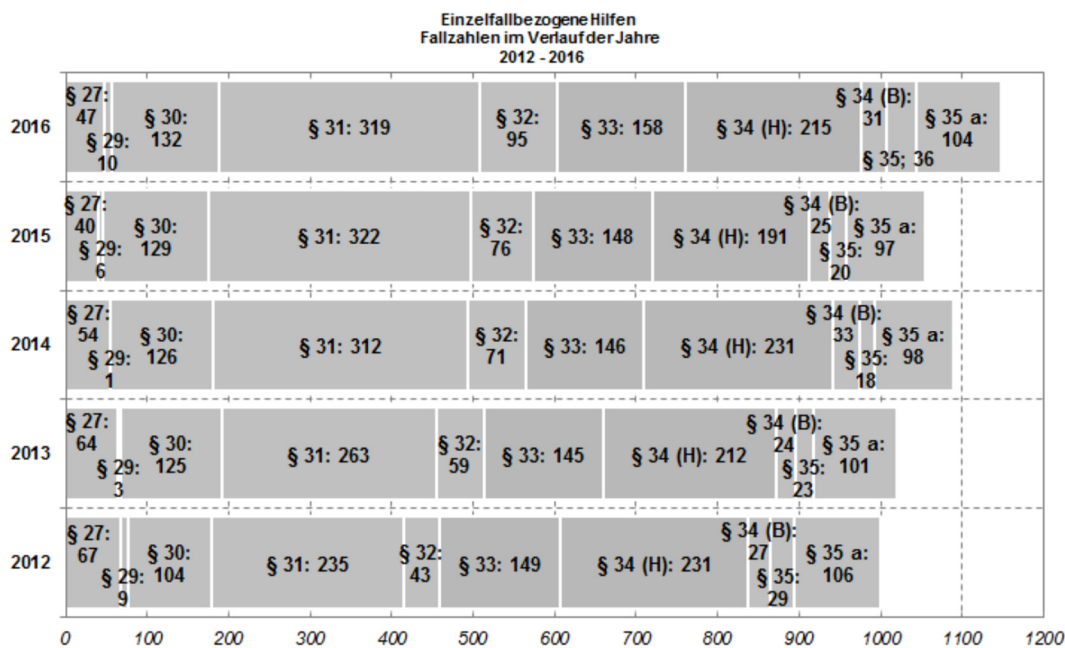 Einzelfallbezogene Hilfen
Fallzahlen im Verlauf der Jahre
2012 - 2016
2016
§ 27:
47
§ 29:
10
§ 30:
132
§ 31: 319
§ 32:
95
§ 33: 158
§ 34 (H): 215
§ 34 (B):
31
§ 35; 36
§ 35 a:
104
2015
§ 27:
40
§ 29:
6
§ 30:
129
§ 31: 322
§ 32:
76
§ 33: 148
§ 34 (H): 191
§ 34 (B):
25
§ 35:
20
§ 35 a:
97
2014
§ 27:
54
§ 29:
1
§ 30:
126
§ 31: 312
§ 32:
71
§ 33: 146
§ 34 (H): 231
§ 34 (B):
33
§ 35:
18
§ 35 a:
98
2013
§ 27:
64
§ 29:
3
§ 30:
125
§ 31: 263
§ 32:
59
§ 33: 145
§ 34 (H): 212
§ 34 (B):
24
§ 35:
23
§ 35 a:
101
2012
§ 27:
67
§ 29:
9
§ 30:
104
§ 31: 235
§ 32:
43
§ 33: 149
§ 34 (H): 231
§ 34 (B):
27
§ 35:
29
§ 35 a:
106
0 100 200 300 400 500 600 700 800 900 1000 1100 1200